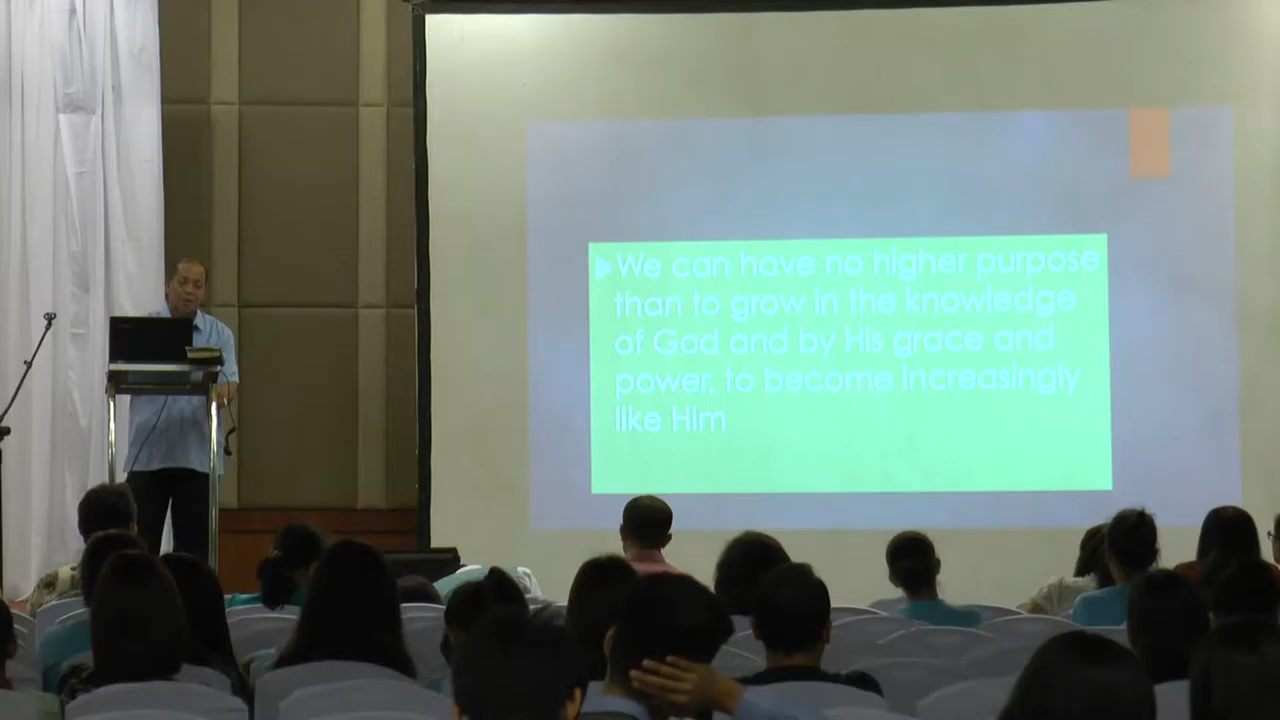 We can have no higher purpose
than to grow in the knowledge
of God and by His grace and
power, to become increasingly
like Him